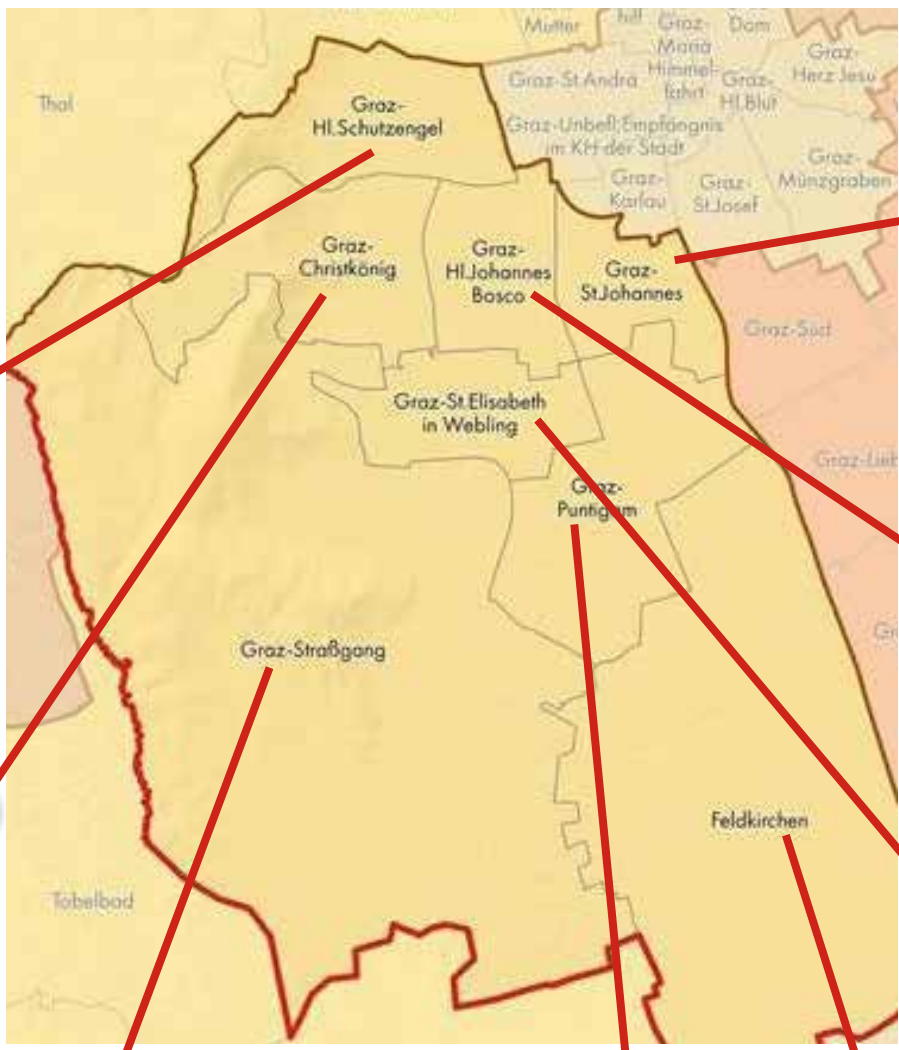 Mutter
Graz-
Maria
Himmel-
fahrt
Dom
Graz-
Herz Jesu
Thal
Graz-St.Andrä
Graz-
Hl.Blut
Graz-
Hl.Schutzengel
Graz-Unbefl.Empfängnis
im KH der Stadt
Graz-
Karlau
Graz-
St.Josef
Graz-
Münzgraben
Graz-
Christkönig
Graz-
Hl.Johannes
Bosco
Graz-
St.Johannes
Graz-Süd
Graz-St.Elisabeth
in Webling
Graz-Lieb
Graz-
Puntigam
Graz-Straßgang
Feldkirchen
Tobelbad